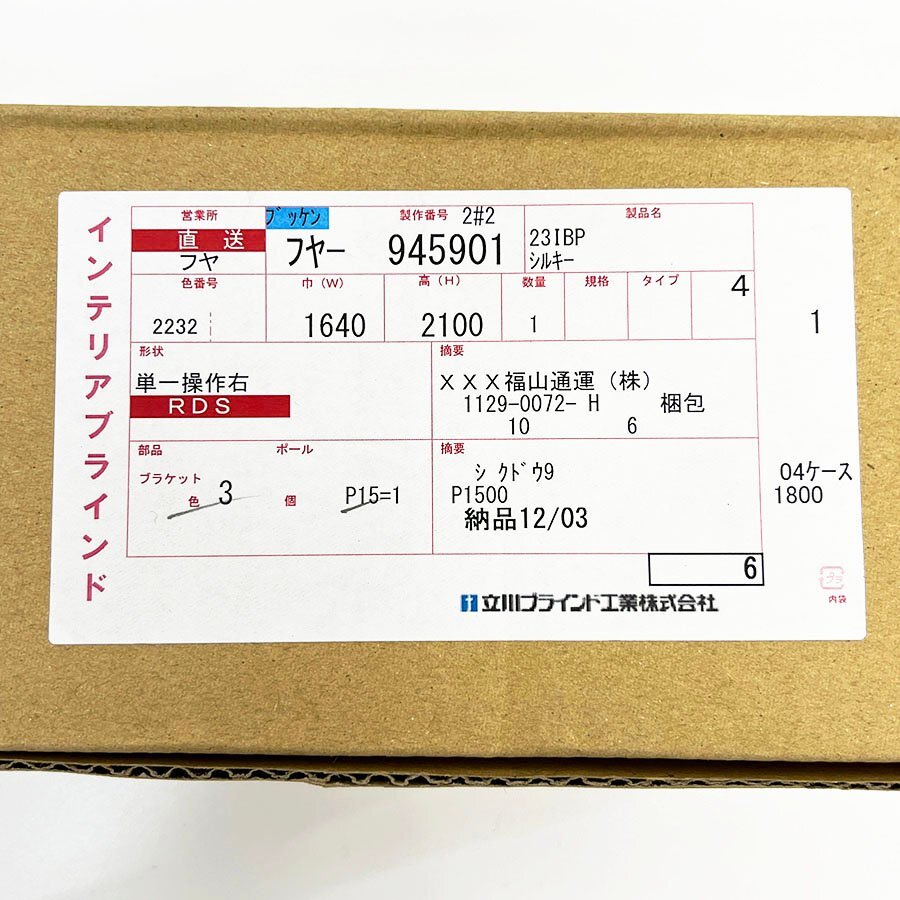 インテリアブラインド
営業所
直送
フヤ
ブッケン
フヤー
製作番号 2#2
945901
製品名
23IBP
シルキー
色番号
2232
巾(W)
1640
高(H)
2100
数量
1
規格
タイプ
4
1
形状
単一操作右
RDS
摘要
XXX福山通運(株)
1129-0072- H 梱包
10 6
部品
ポール
ブラケット
色 3 個 P15=1
摘要
シ クドウ9
P1500
納品12/03
04ケース
1800
6
立川ブラインド工業株式会社
プラ
内袋